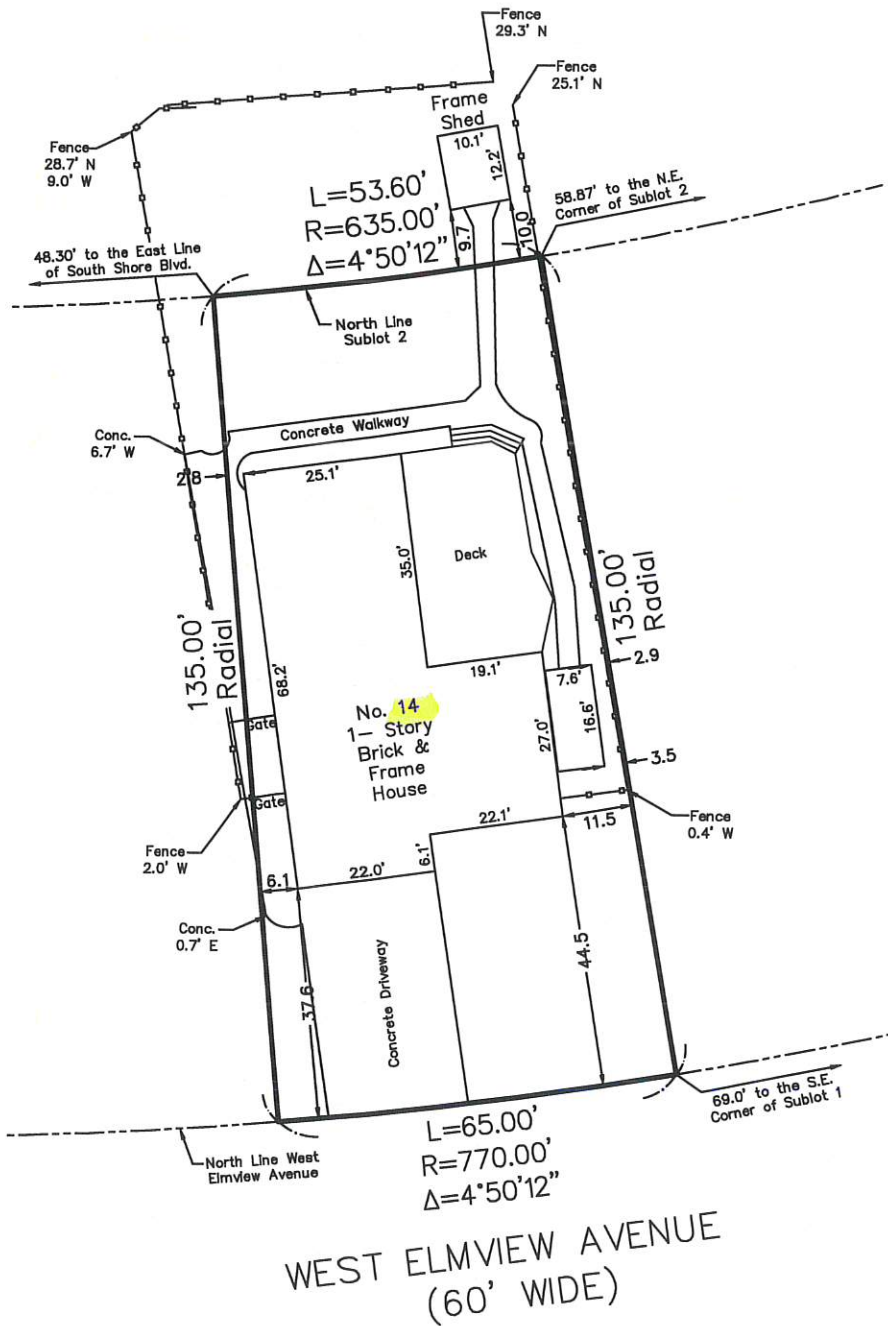 Fence
29.3' N
Fence
25.1' N
Frame
Shed
10.1'
12.2'
Fence
28.7' N
9.0' W
L=53.60'
R=635.00'
Δ=4°50'12"
9.7
10.0
58.87' to the N.E.
Corner of Sublot 2
48.30' to the East Line
of South Shore Blvd.
North Line
Sublot 2
Concrete Walkway
Conc.
6.7' W
2.8
25.1'
35.0'
Deck
135.00'
Radial
135.00'
Radial
2.9
19.1'
7.6'
68.2'
No. 14
1- Story
Brick &
Frame
House
27.0'
16.6'
Gate
Gate
3.5
Fence
0.4' W
11.5
22.1'
6.1'
22.0'
Fence
2.0' W
6.1
Conc.
0.7' E
37.6
Concrete Driveway
44.5
69.0' to the S.E.
Corner of Sublot 1
North Line West
Elmview Avenue
L=65.00'
R=770.00'
Δ=4°50'12"
WEST ELMVIEW AVENUE
(60' WIDE)